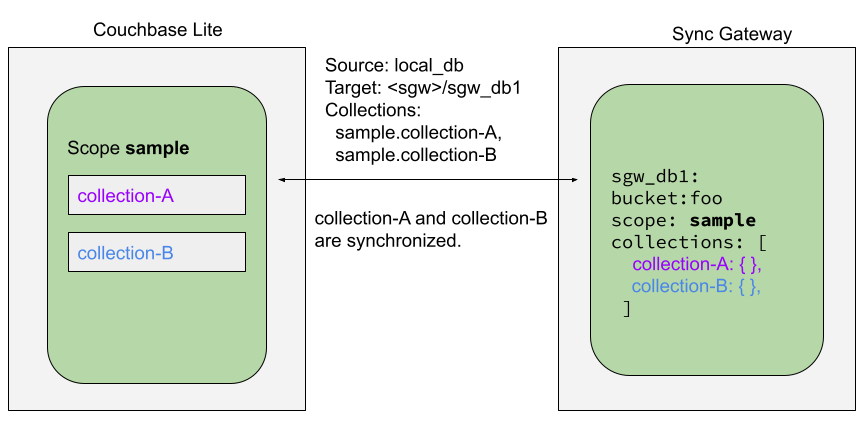 Couchbase Lite
Scope sample
collection-A
collection-B
Source: local_db
Target: <sgw>/sgw_db1
Collections:
sample.collection-A,
sample.collection-B
collection-A and collection-B
are synchronized.
Sync Gateway
sgw_db1:
bucket:foo
scope: sample
collections: [
collection-A: { },
collection-B: { },
]